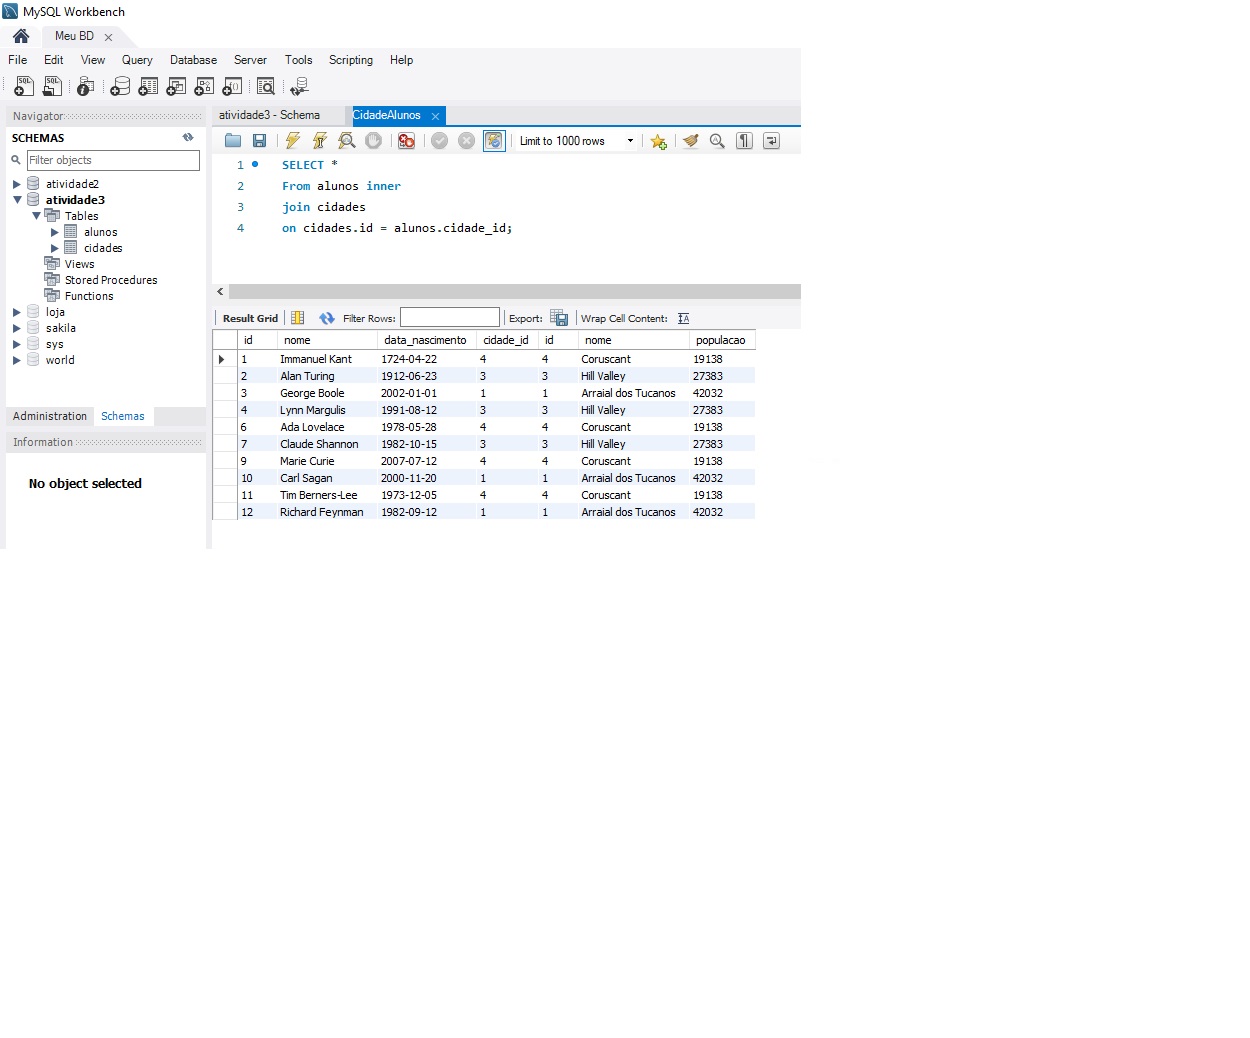 MySQL Workbench
Meu BD
File Edit View Query Database Server Tools Scripting Help
Navigator
SCHEMAS
Filter objects
atividade2
atividade3
Tables
alunos
cidades
Views
Stored Procedures
Functions
loja
sakila
sys
world
Administration Schemas
Information
No object selected
atividade3 - Schema CidadeAlunos
Limit to 1000 rows
1 SELECT *
2 From alunos inner
3 join cidades
4 on cidades.id = alunos.cidade_id;
Result Grid Filter Rows: Export: Wrap Cell Content:
id nome data_nascimento cidade_id id nome populacao
1 Immanuel Kant 1724-04-22 4 4 Coruscant 19138
2 Alan Turing 1912-06-23 3 3 Hill Valley 27383
3 George Boole 2002-01-01 1 1 Arraial dos Tucanos 42032
4 Lynn Margulis 1991-08-12 3 3 Hill Valley 27383
6 Ada Lovelace 1978-05-28 4 4 Coruscant 19138
7 Claude Shannon 1982-10-15 3 3 Hill Valley 27383
9 Marie Curie 2007-07-12 4 4 Coruscant 19138
10 Carl Sagan 2000-11-20 1 1 Arraial dos Tucanos 42032
11 Tim Berners-Lee 1973-12-05 4 4 Coruscant 19138
12 Richard Feynman 1982-09-12 1 1 Arraial dos Tucanos 42032